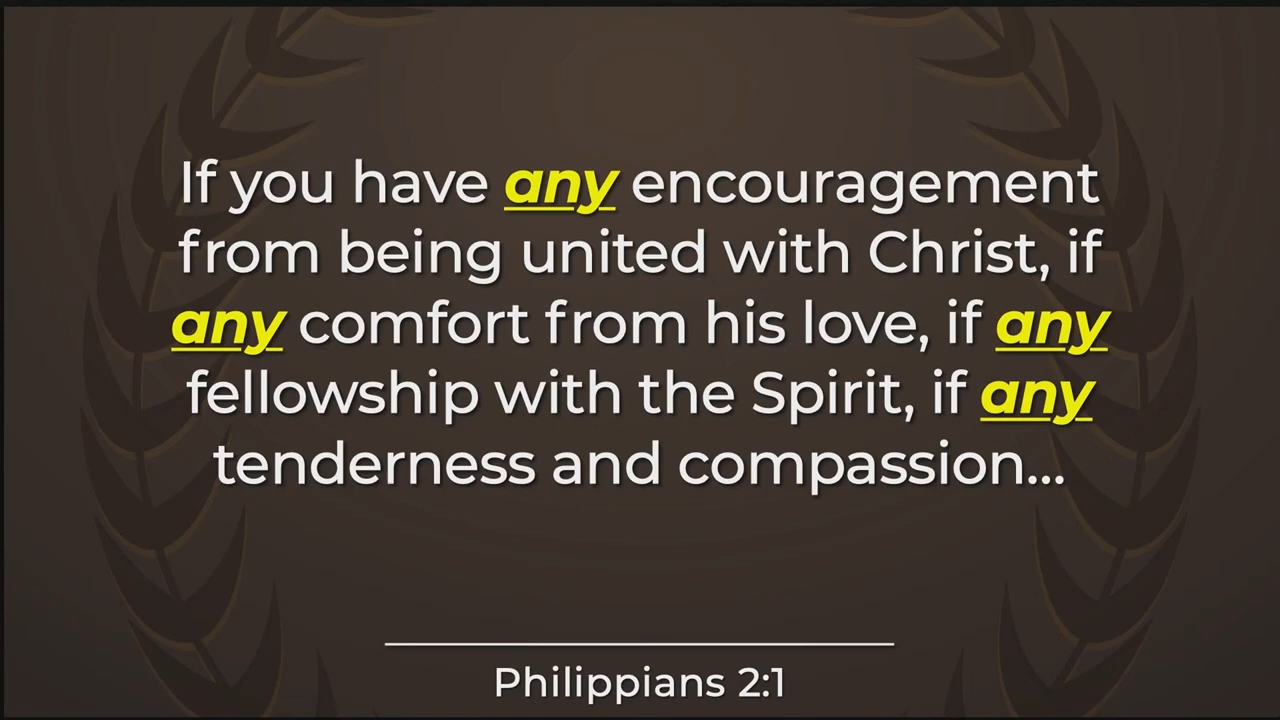 If you have any encouragement
from being united with Christ, if
any comfort from his love, if any
fellowship with the Spirit, if any
tenderness and compassion...
Philippians 2:1